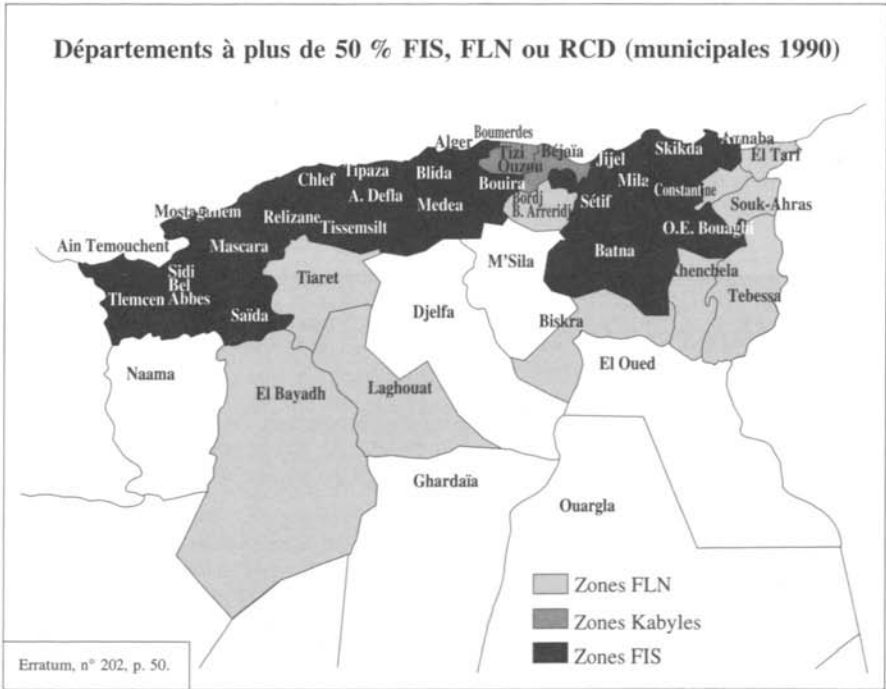 Départements à plus de 50 % FIS, FLN ou RCD (municipales 1990)
Alger
Boumerdes
Tizi
Ouzou
Béjaïa
Jijel
Skikda
Annaba
El Tarf
Chlef
Tipaza
Blida
Bouira
Mila
Constantine
A. Defla
Medea
Bordj
B. Arreridj
Sétif
Souk-Ahras
Mostaganem
Relizane
Tissemsilt
O.E. Bouaghi
Ain Temouchent
Mascara
Batna
M'Sila
Khenchela
Tebessa
Sidi
Bel
Abbes
Tlemcen
Tiaret
Saïda
Djelfa
Biskra
Naama
El Bayadh
Laghouat
El Oued
Ghardaïa
Ouargla
Zones FLN
Zones Kabyles
Zones FIS
Erratum, n° 202, p. 50.